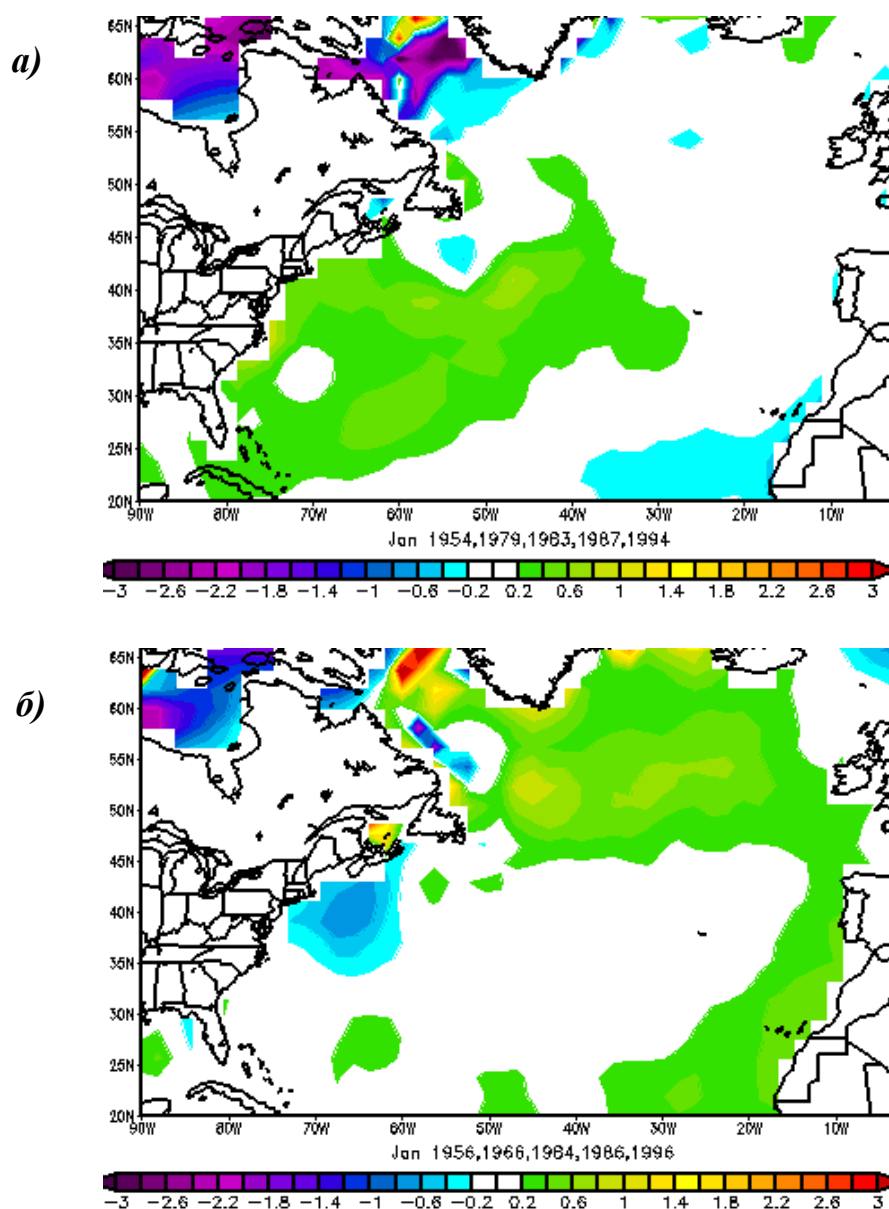 а)
65N
60N
55N
50N
45N
40N
35N
30N
25N
20N
90W 80W 70W 60W 50W 40W 30W 20W 10W
Jan 1954,1979,1983,1987,1994
−3 −2.6 −2.2 −1.8 −1.4 −1 −0.6 −0.2 0.2 0.6 1 1.4 1.8 2.2 2.6 3
б)
65N
60N
55N
50N
45N
40N
35N
30N
25N
20N
90W 80W 70W 60W 50W 40W 30W 20W 10W
Jan 1956,1966,1984,1986,1996
−3 −2.6 −2.2 −1.8 −1.4 −1 −0.6 −0.2 0.2 0.6 1 1.4 1.8 2.2 2.6 3